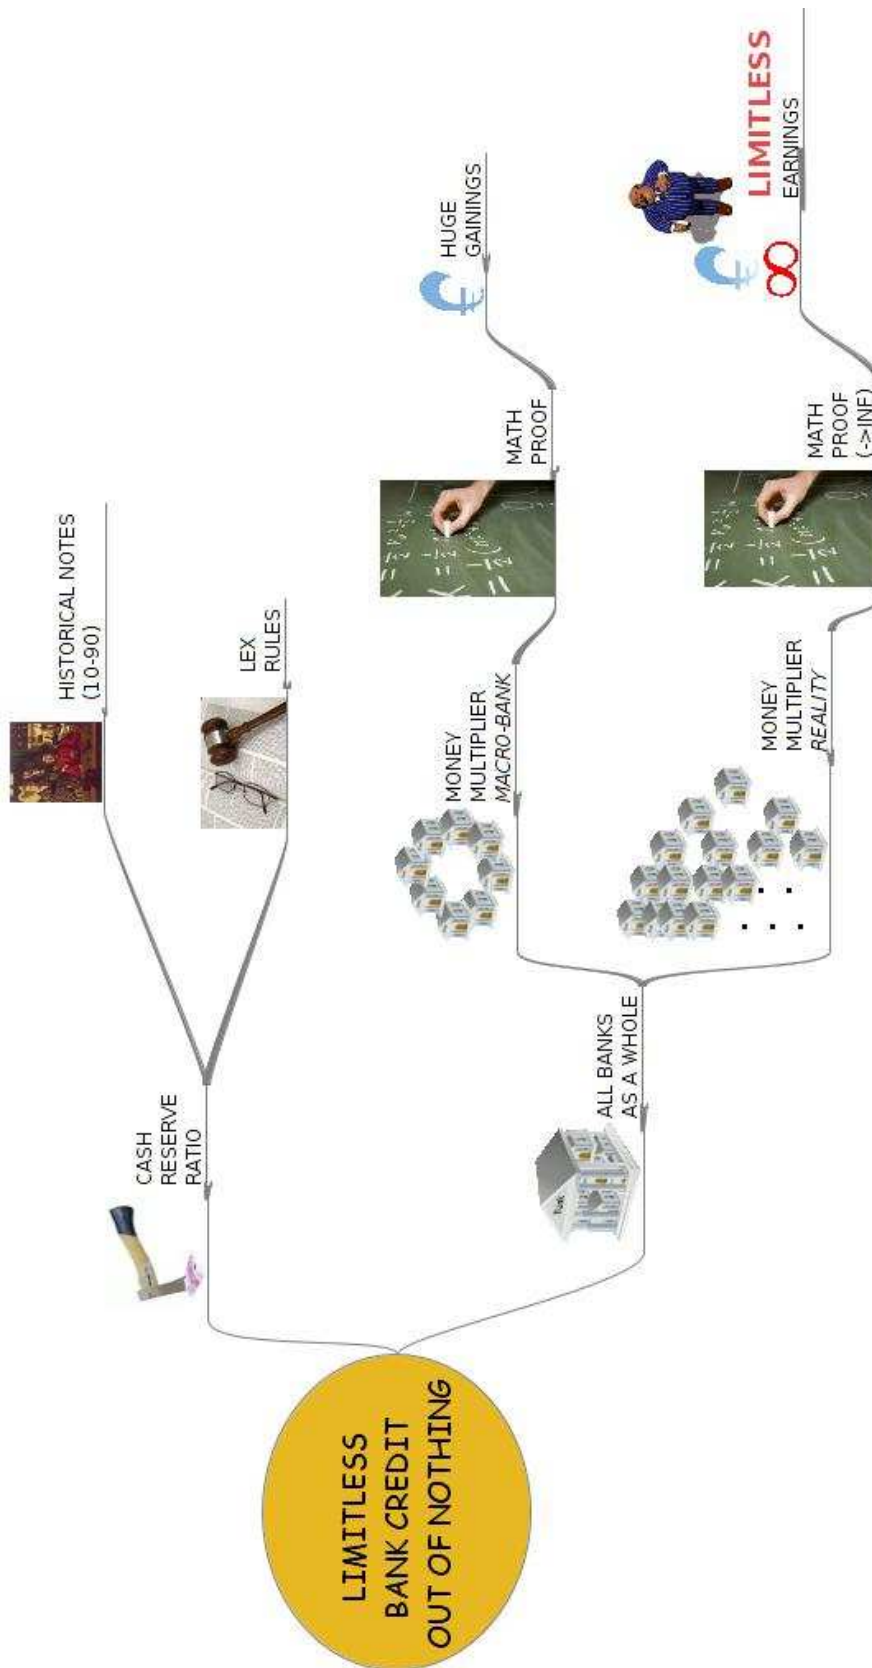 LIMITLESS
BANK CREDIT
OUT OF NOTHING
CASH
RESERVE
RATIO
HISTORICAL NOTES
(10-90)
LEX
RULES
ALL BANKS
AS A WHOLE
MONEY
MULTIPLIER
MACRO-BANK
MATH
PROOF
HUGE
GAININGS
MONEY
MULTIPLIER
REALITY
MATH
PROOF
(->INF)
LIMITLESS
EARNINGS